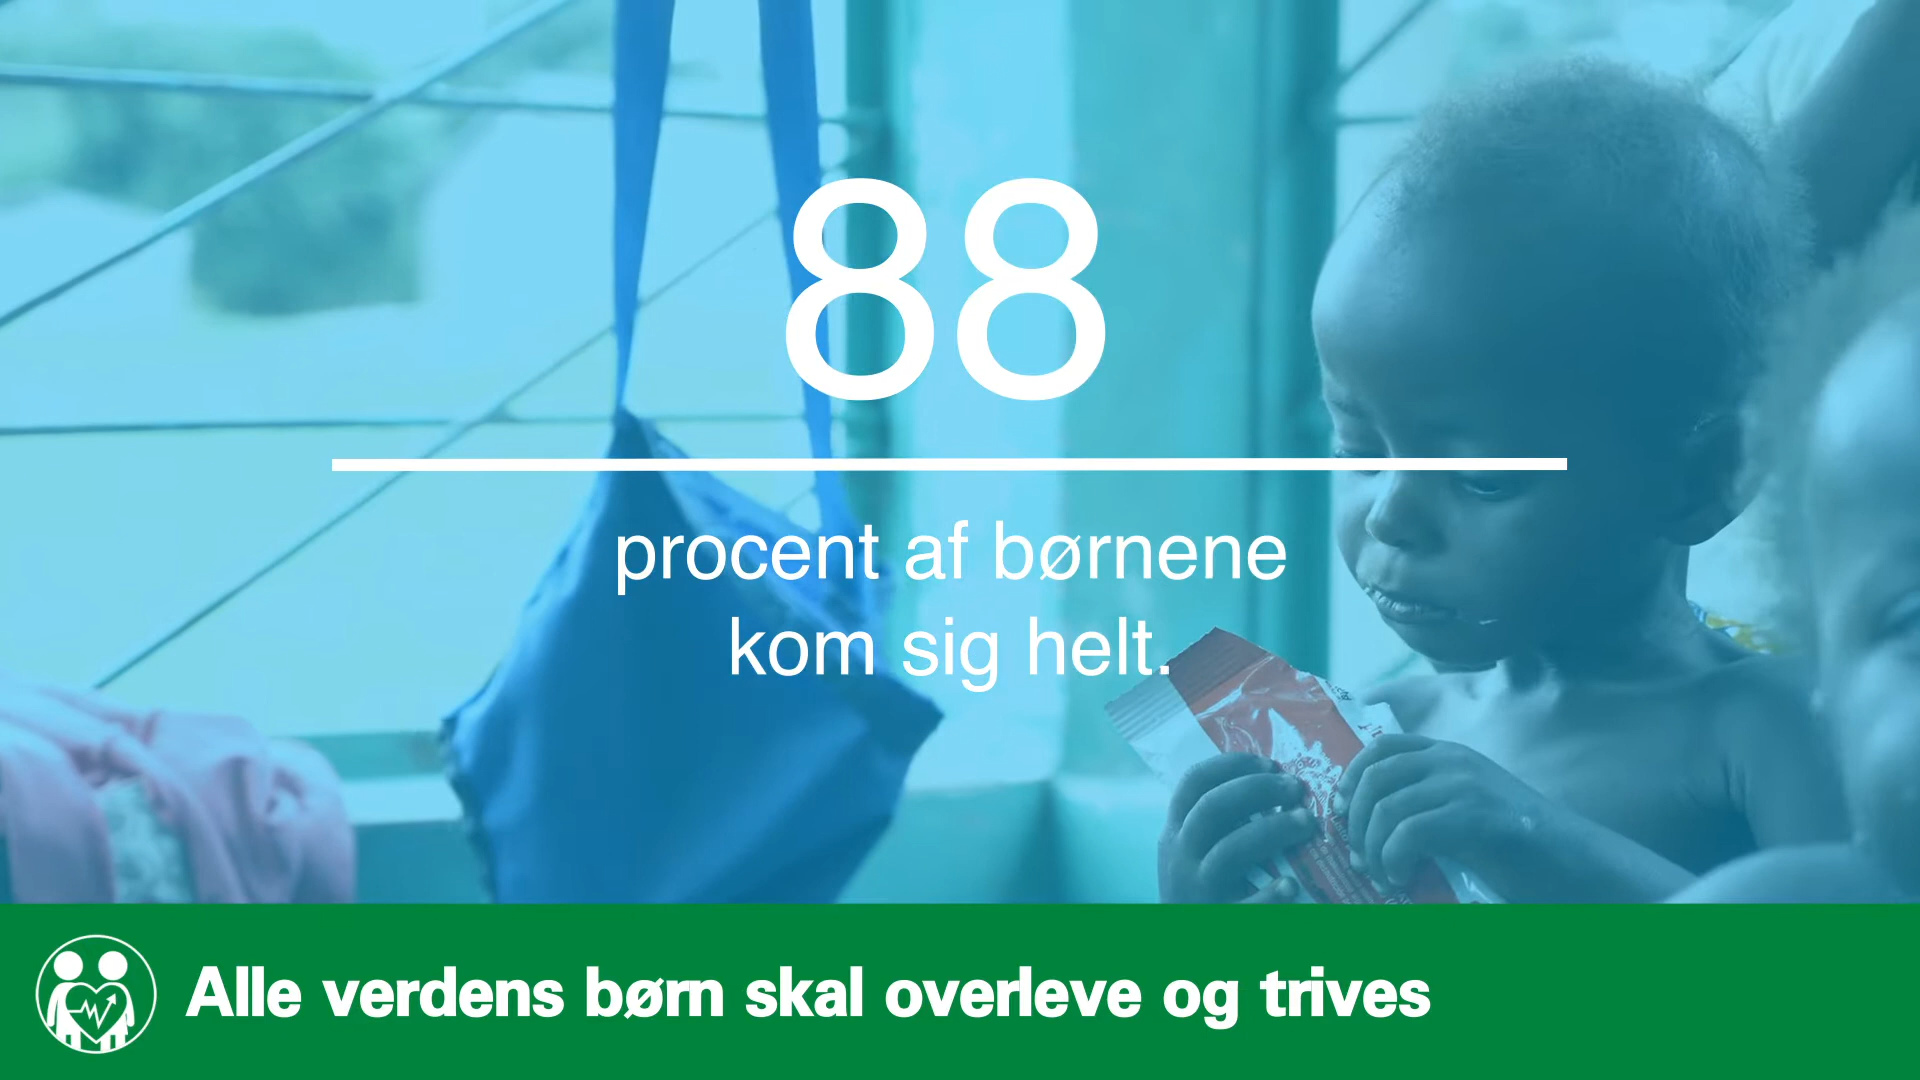 88
procent af børnene
kom sig helt.
Alle verdens børn skal overleve og trives